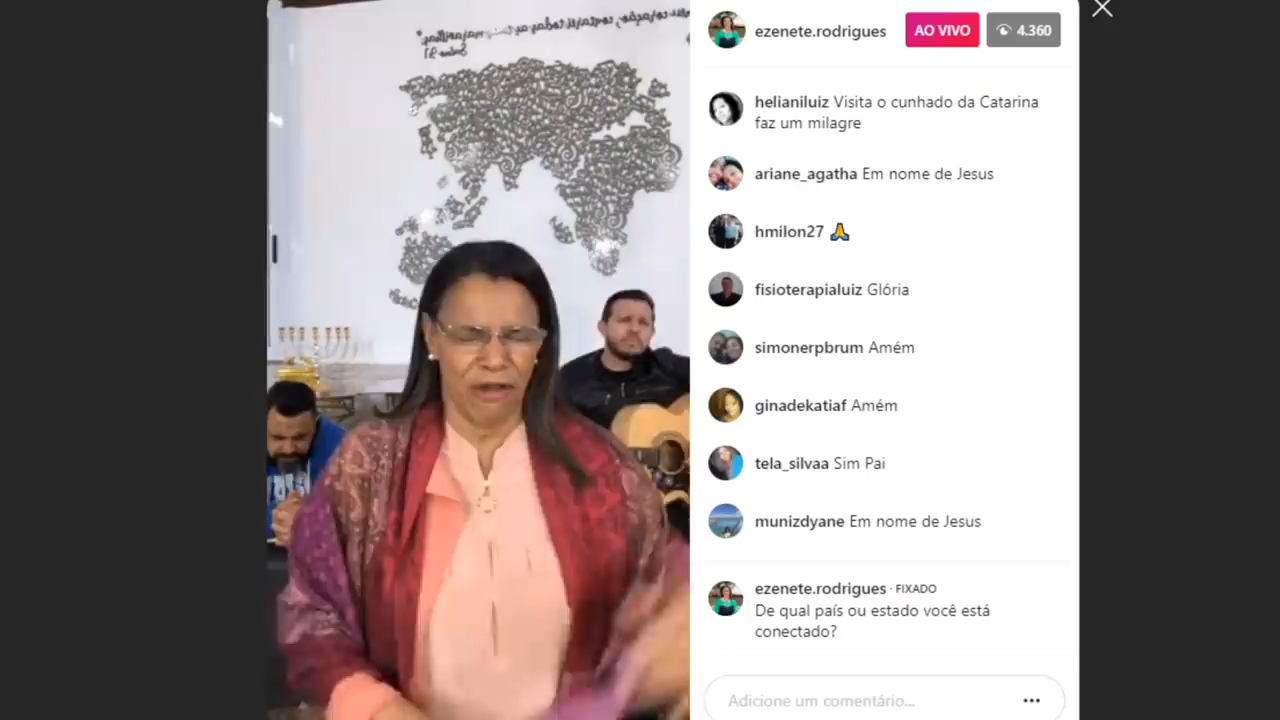 ezenete.rodrigues AO VIVO 4.360
helianiluiz Visita o cunhado da Catarina
faz um milagre
ariane_agatha Em nome de Jesus
hmilon27 🙏
fisioterapialuiz Glória
simonerpbrum Amém
ginadekatiaf Amém
tela_silvaa Sim Pai
munizdyane Em nome de Jesus
ezenete.rodrigues · FIXADO
De qual país ou estado você está
conectado?
Adicione um comentário...